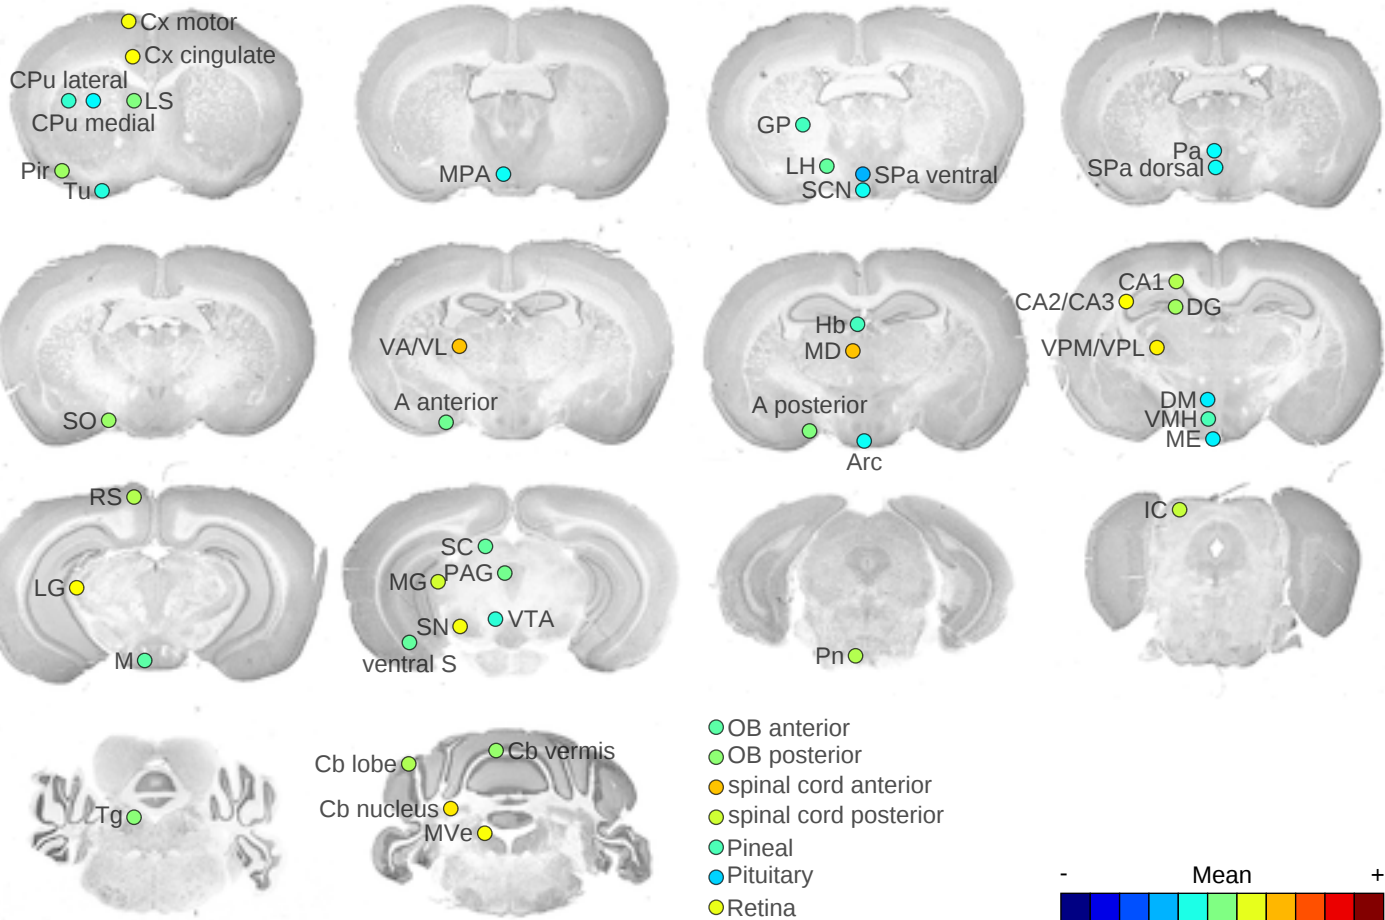 Cx motor
Cx cingulate
CPu lateral
LS
CPu medial
Pir
Tu
MPA
GP
LH
SPa ventral
SCN
Pa
SPa dorsal
SO
VA/VL
A anterior
Hb
MD
A posterior
Arc
CA1
CA2/CA3
DG
VPM/VPL
DM
VMH
ME
RS
LG
M
SC
PAG
MG
SN
VTA
ventral S
Pn
IC
Tg
Cb lobe
Cb vermis
Cb nucleus
MVe
OB anterior
OB posterior
spinal cord anterior
spinal cord posterior
Pineal
Pituitary
Retina
- Mean +